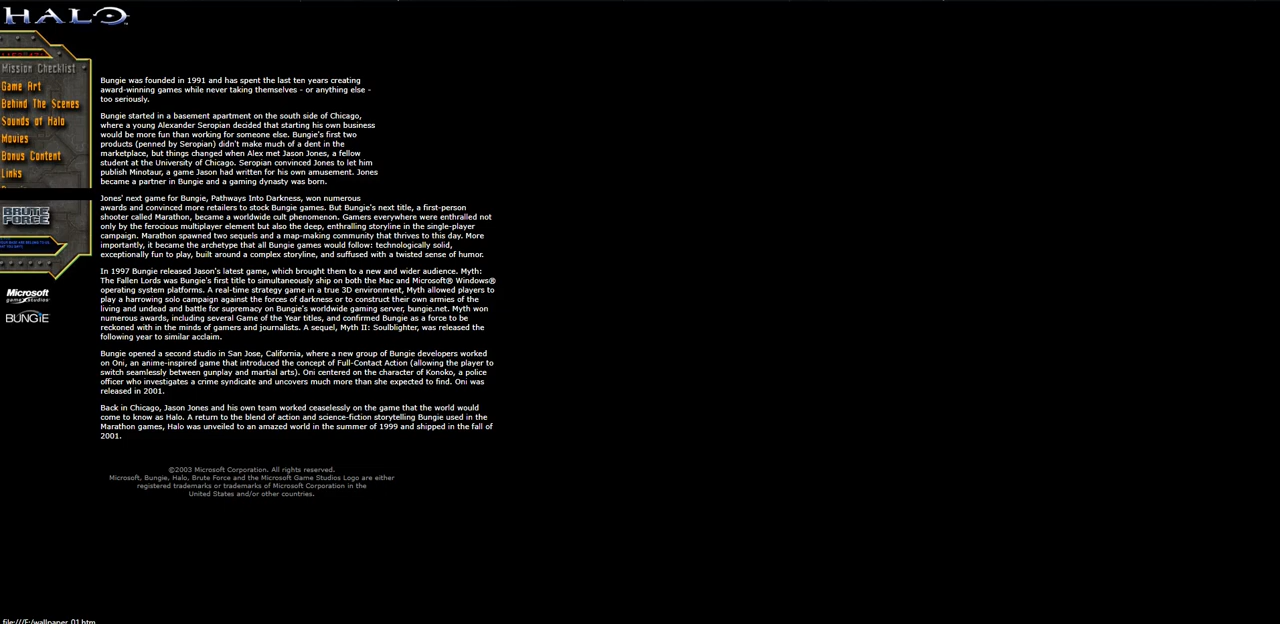 HALO
Mission Checklist
Game Art
Behind The Scenes
Sounds of Halo
Movies
Bonus Content
Links
BRUTE FORCE
Microsoft
game studios
BUNGIE
Bungie was founded in 1991 and has spent the last ten years creating
award-winning games while never taking themselves - or anything else -
too seriously.
Bungie started in a basement apartment on the south side of Chicago,
where a young Alexander Seropian decided that starting his own business
would be more fun than working for someone else. Bungie's first two
products (penned by Seropian) didn't make much of a dent in the
marketplace, but things changed when Alex met Jason Jones, a fellow
student at the University of Chicago. Seropian convinced Jones to let him
publish Minotaur, a game Jason had written for his own amusement. Jones
became a partner in Bungie and a gaming dynasty was born.
Jones' next game for Bungie, Pathways Into Darkness, won numerous
awards and convinced more retailers to stock Bungie games. But Bungie's next title, a first-person
shooter called Marathon, became a worldwide cult phenomenon. Gamers everywhere were enthralled not
only by the ferocious multiplayer element but also the deep, enthralling storyline in the single-player
campaign. Marathon spawned two sequels and a map-making community that thrives to this day. More
importantly, it became the archetype that all Bungie games would follow: technologically solid,
exceptionally fun to play, built around a complex storyline, and suffused with a twisted sense of humor.
In 1997 Bungie released Jason's latest game, which brought them to a new and wider audience. Myth:
The Fallen Lords was Bungie's first title to simultaneously ship on both the Mac and Microsoft® Windows®
operating system platforms. A real-time strategy game in a true 3D environment, Myth allowed players to
play a harrowing solo campaign against the forces of darkness or to construct their own armies of the
living and undead and battle for supremacy on Bungie's worldwide gaming server, bungie.net. Myth won
numerous awards, including several Game of the Year titles, and confirmed Bungie as a force to be
reckoned with in the minds of gamers and journalists. A sequel, Myth II: Soulblighter, was released the
following year to similar acclaim.
Bungie opened a second studio in San Jose, California, where a new group of Bungie developers worked
on Oni, an anime-inspired game that introduced the concept of Full-Contact Action (allowing the player to
switch seamlessly between gunplay and martial arts). Oni centered on the character of Konoko, a police
officer who investigates a crime syndicate and uncovers much more than she expected to find. Oni was
released in 2001.
Back in Chicago, Jason Jones and his own team worked ceaselessly on the game that the world would
come to know as Halo. A return to the blend of action and science-fiction storytelling Bungie used in the
Marathon games, Halo was unveiled to an amazed world in the summer of 1999 and shipped in the fall of
2001.
©2003 Microsoft Corporation. All rights reserved.
Microsoft, Bungie, Halo, Brute Force and the Microsoft Game Studios Logo are either
registered trademarks or trademarks of Microsoft Corporation in the
United States and/or other countries.
file:///E:/wallpaper_01.htm